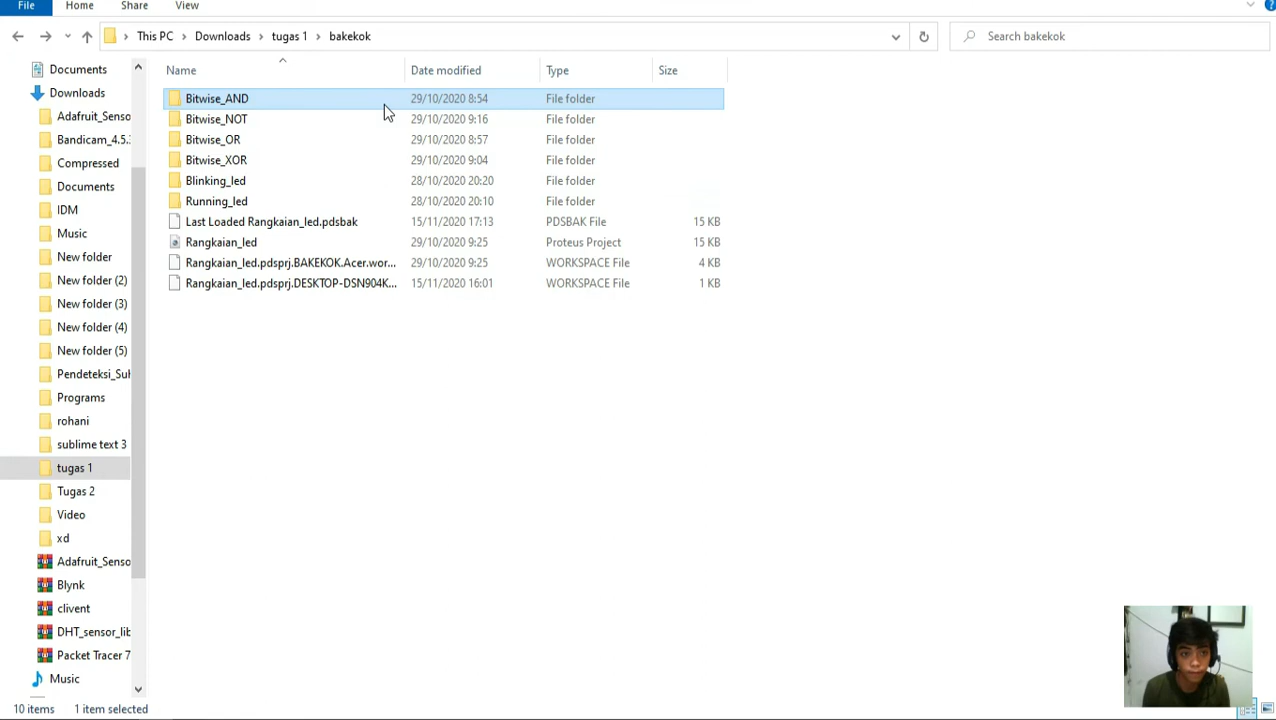 File Home Share View
This PC > Downloads > tugas 1 > bakekok
Search bakekok
Name Date modified Type Size
Bitwise_AND 29/10/2020 8:54 File folder
Bitwise_NOT 29/10/2020 9:16 File folder
Bitwise_OR 29/10/2020 8:57 File folder
Bitwise_XOR 29/10/2020 9:04 File folder
Blinking_led 28/10/2020 20:20 File folder
Running_led 28/10/2020 20:10 File folder
Last Loaded Rangkaian_led.pdsbak 15/11/2020 17:13 PDSBAK File 15 KB
Rangkaian_led 29/10/2020 9:25 Proteus Project 15 KB
Rangkaian_led.pdsprj.BAKEKOK.Acer.wor... 29/10/2020 9:25 WORKSPACE File 4 KB
Rangkaian_led.pdsprj.DESKTOP-DSN904K... 15/11/2020 16:01 WORKSPACE File 1 KB
Documents
Downloads
Adafruit_Senso
Bandicam_4.5.3
Compressed
Documents
IDM
Music
New folder
New folder (2)
New folder (3)
New folder (4)
New folder (5)
Pendeteksi_Suh
Programs
rohani
sublime text 3
tugas 1
Tugas 2
Video
xd
Adafruit_Senso
Blynk
clivent
DHT_sensor_lib
Packet Tracer 7
Music
10 items 1 item selected